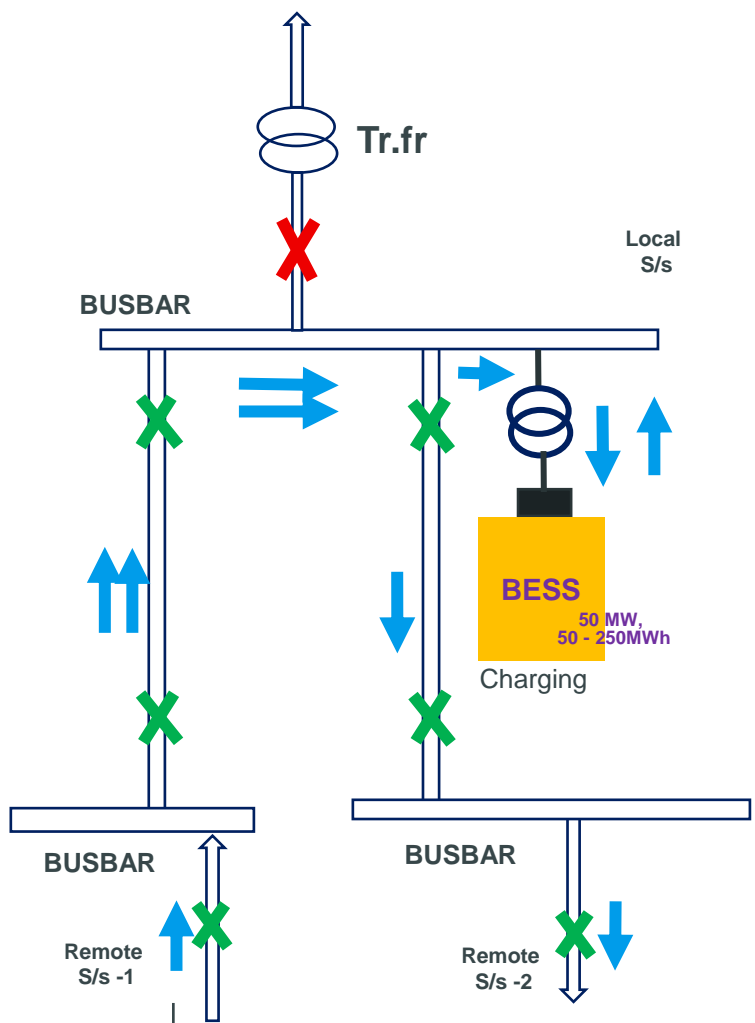 Tr.fr
Local
S/s
BUSBAR
BESS
50 MW,
50 - 250MWh
Charging
BUSBAR
BUSBAR
Remote
S/s -1
Remote
S/s -2